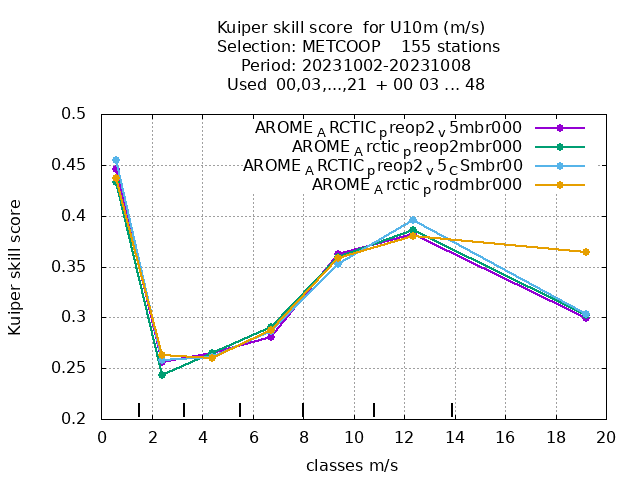 Kuiper skill score  for U10m (m/s)
Selection: METCOOP    155 stations
Period: 20231002-20231008
Used  00,03,...,21  + 00 03 ... 48
AROME_ARCTIC_preop2_v5mbr000
AROME_Arctic_preop2mbr000
AROME_ARCTIC_preop2_v5_CSmbr00
AROME_Arctic_prodmbr000
0.5
0.45
0.4
0.35
0.3
0.25
0.2
Kuiper skill score
0 2 4 6 8 10 12 14 16 18 20
classes m/s